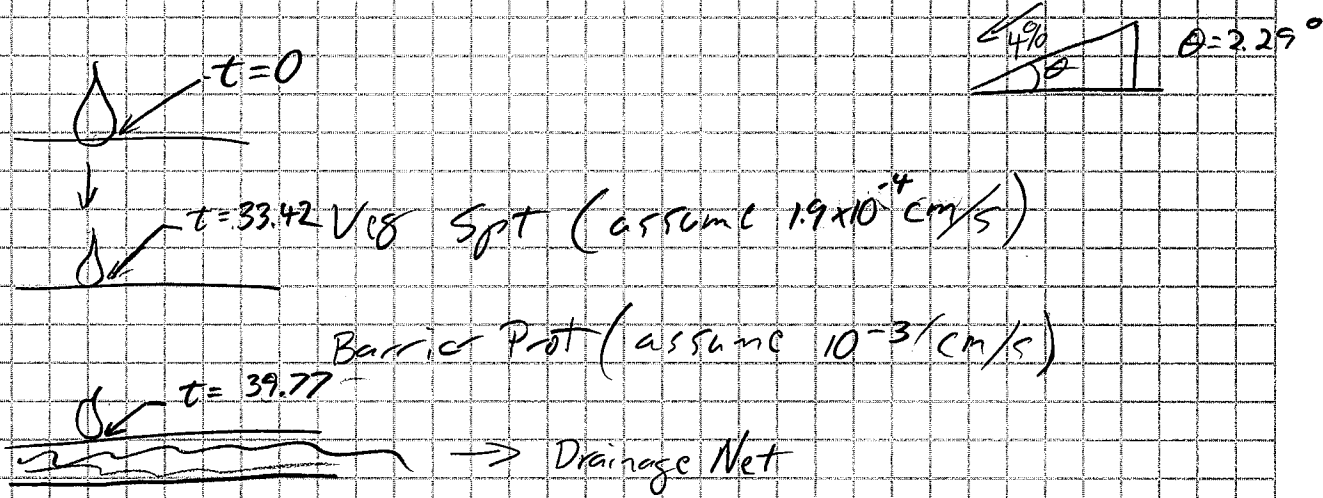 4% θ θ=2.29°
t=0
t=33.42 Veg Spt (assume 1.9x10⁻⁴ cm/s)
Barrier Prot (assume 10⁻³ cm/s)
t= 39.77
→ Drainage Net